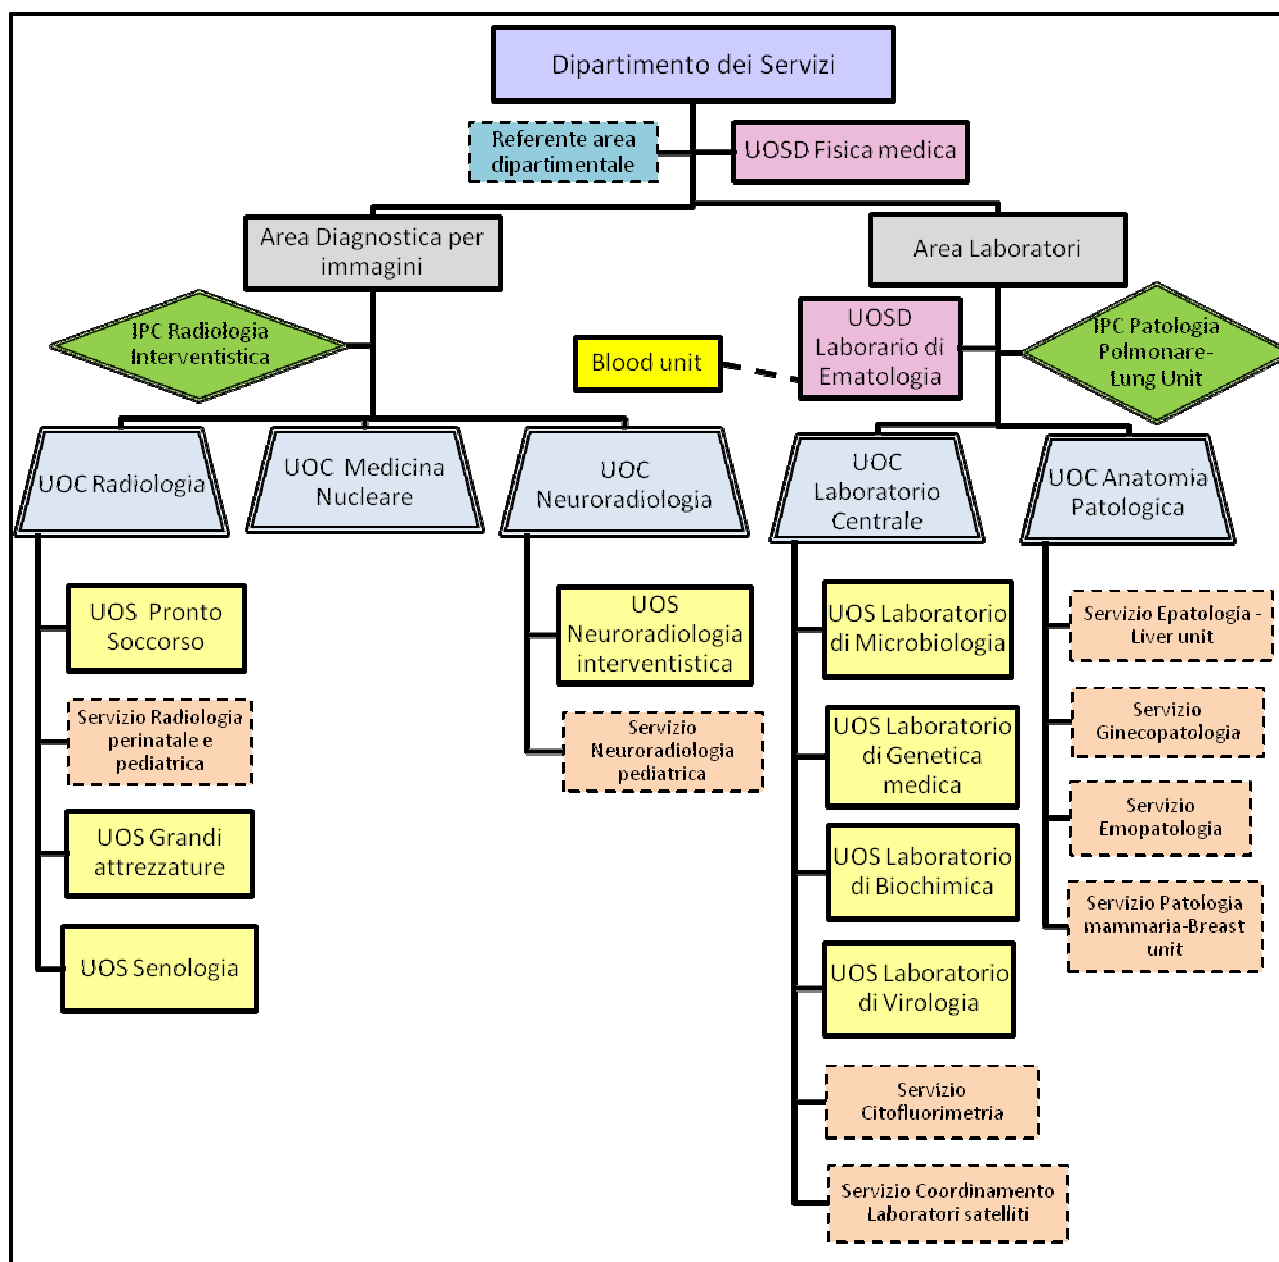 Dipartimento dei Servizi
Referente area
dipartimentale
UOSD Fisica medica
Area Diagnostica per
immagini
Area Laboratori
IPC Radiologia
Interventistica
Blood unit
UOSD
Laborario di
Ematologia
IPC Patologia
Polmonare-
Lung Unit
UOC Radiologia
UOC Medicina
Nucleare
UOC
Neuroradiologia
UOC
Laboratorio
Centrale
UOC Anatomia
Patologica
UOS Pronto
Soccorso
Servizio Radiologia
perinatale e
pediatrica
UOS Grandi
attrezzature
UOS Senologia
UOS
Neuroradiologia
interventistica
Servizio
Neuroradiologia
pediatrica
UOS Laboratorio
di Microbiologia
UOS Laboratorio
di Genetica
medica
UOS Laboratorio
di Biochimica
UOS Laboratorio
di Virologia
Servizio
Citofluorimetria
Servizio Coordinamento
Laboratori satelliti
Servizio Epatologia -
Liver unit
Servizio
Ginecopatologia
Servizio
Emopatologia
Servizio Patologia
mammaria-Breast
unit